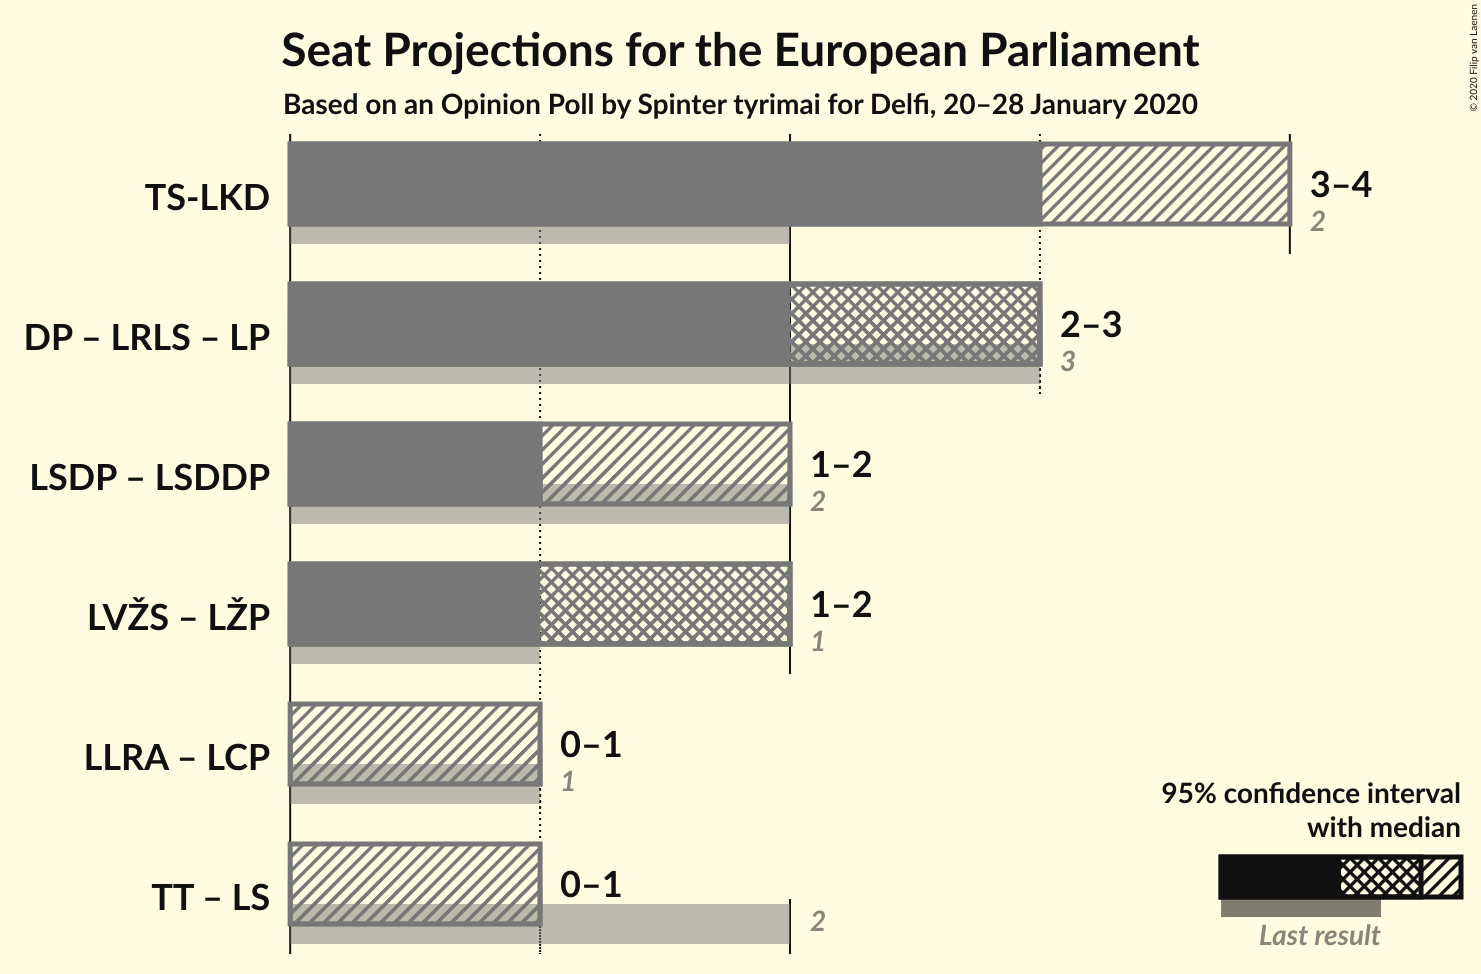 Seat Projections for the European Parliament
Based on an Opinion Poll by Spinter tyrimai for Delfi, 20–28 January 2020
© 2020 Filip van Laenen
TS-LKD
3–4
2
DP – LRLS – LP
2–3
3
LSDP – LSDDP
1–2
2
LVŽS – LŽP
1–2
1
LLRA – LCP
0–1
1
TT – LS
0–1
2
95% confidence interval
with median
Last result